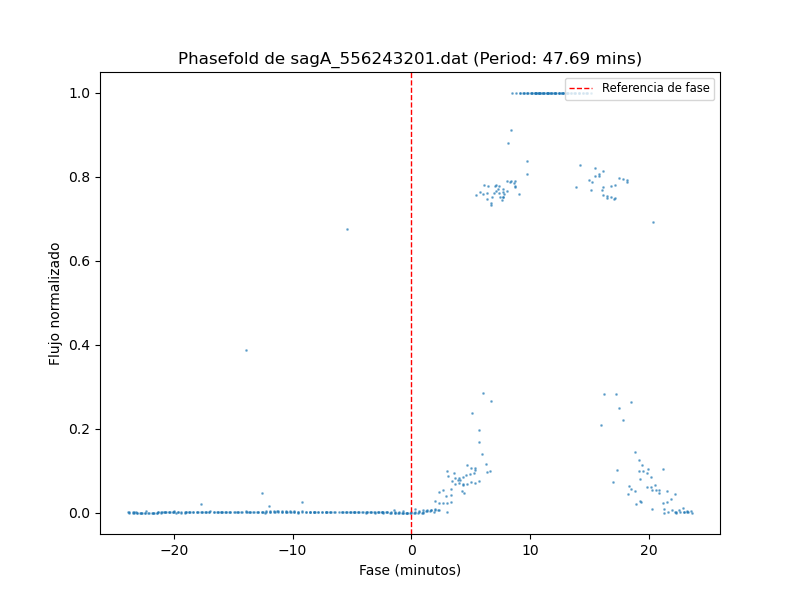 Phasefold de sagA_556243201.dat (Period: 47.69 mins)
Referencia de fase
Flujo normalizado
1.0
0.8
0.6
0.4
0.2
0.0
−20
−10
0
10
20
Fase (minutos)